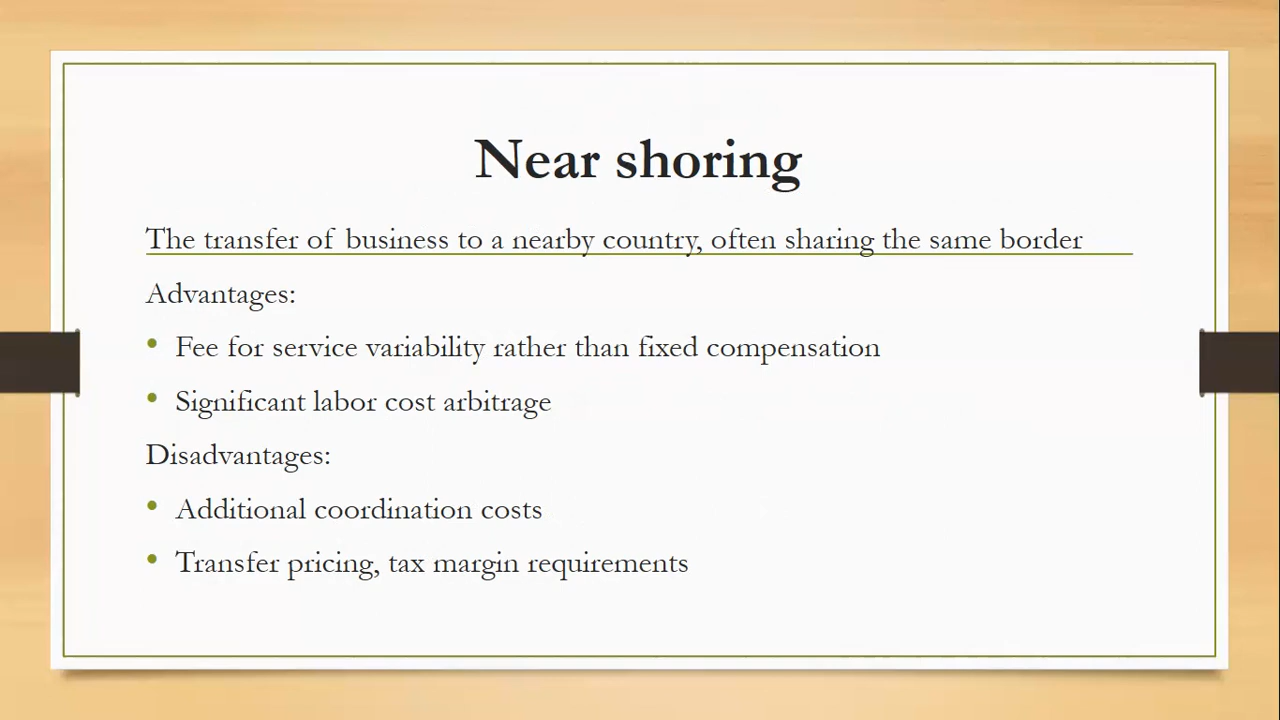 Near shoring
The transfer of business to a nearby country, often sharing the same border
Advantages:
• Fee for service variability rather than fixed compensation
• Significant labor cost arbitrage
Disadvantages:
• Additional coordination costs
• Transfer pricing, tax margin requirements